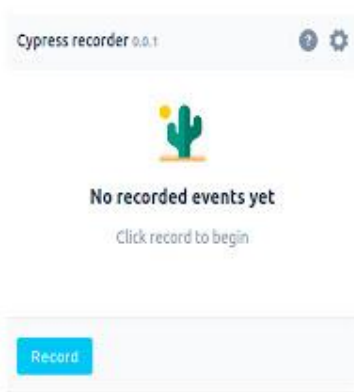 Cypress recorder 0.0.1
No recorded events yet
Click record to begin
Record